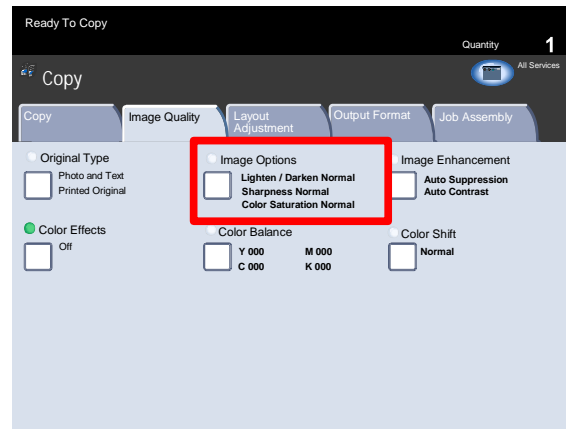 Ready To Copy
Quantity 1
Copy
All Services
Copy
Image Quality
Layout
Adjustment
Output Format
Job Assembly
Original Type
Photo and Text
Printed Original
Image Options
Lighten / Darken Normal
Sharpness Normal
Color Saturation Normal
Image Enhancement
Auto Suppression
Auto Contrast
Color Effects
Off
Color Balance
Y 000 M 000
C 000 K 000
Color Shift
Normal